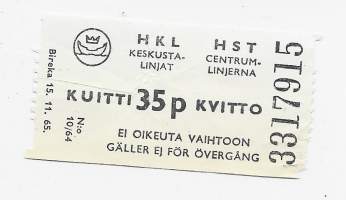 Bireka 15. 11. 65.
HKL
KESKUSTA-
LINJAT
HST
CENTRUM-
LINJERNA
KUITTI 35 p KVITTO
N:o
10/64
EI OIKEUTA VAIHTOON
GÄLLER EJ FÖR ÖVERGÅNG
3317915